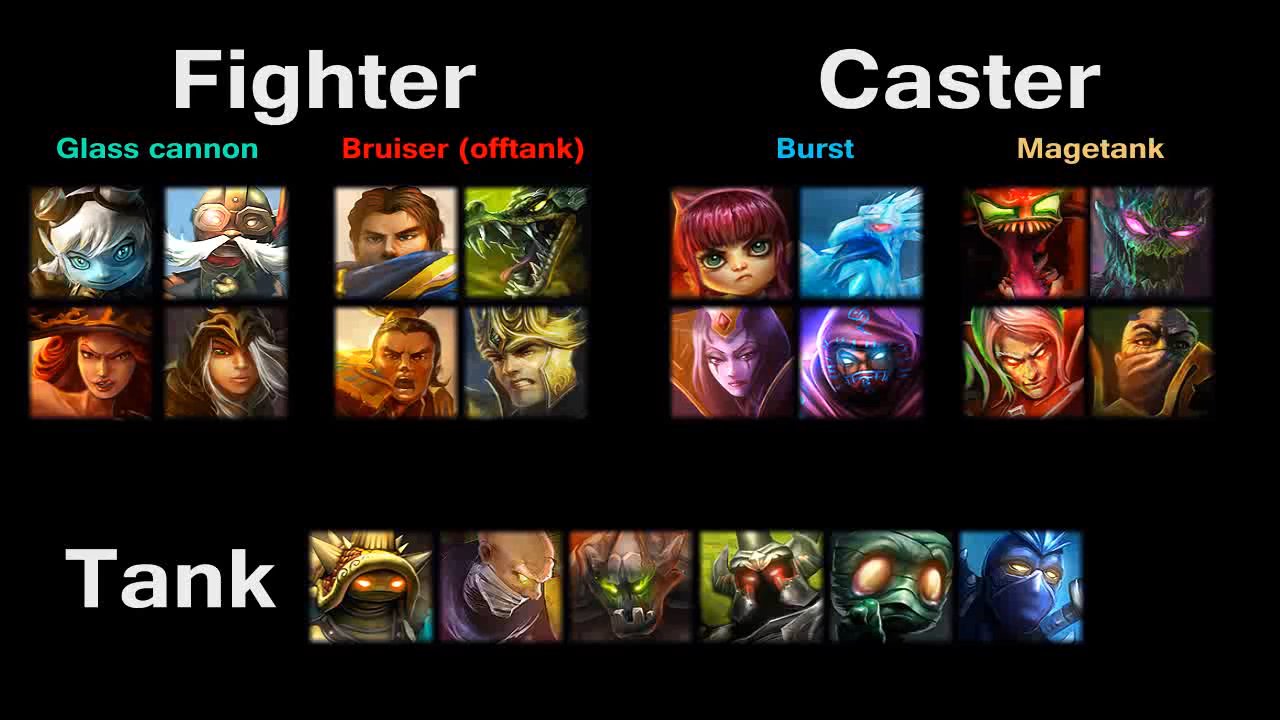 Fighter
Caster
Glass cannon
Bruiser (offtank)
Burst
Magetank
Tank